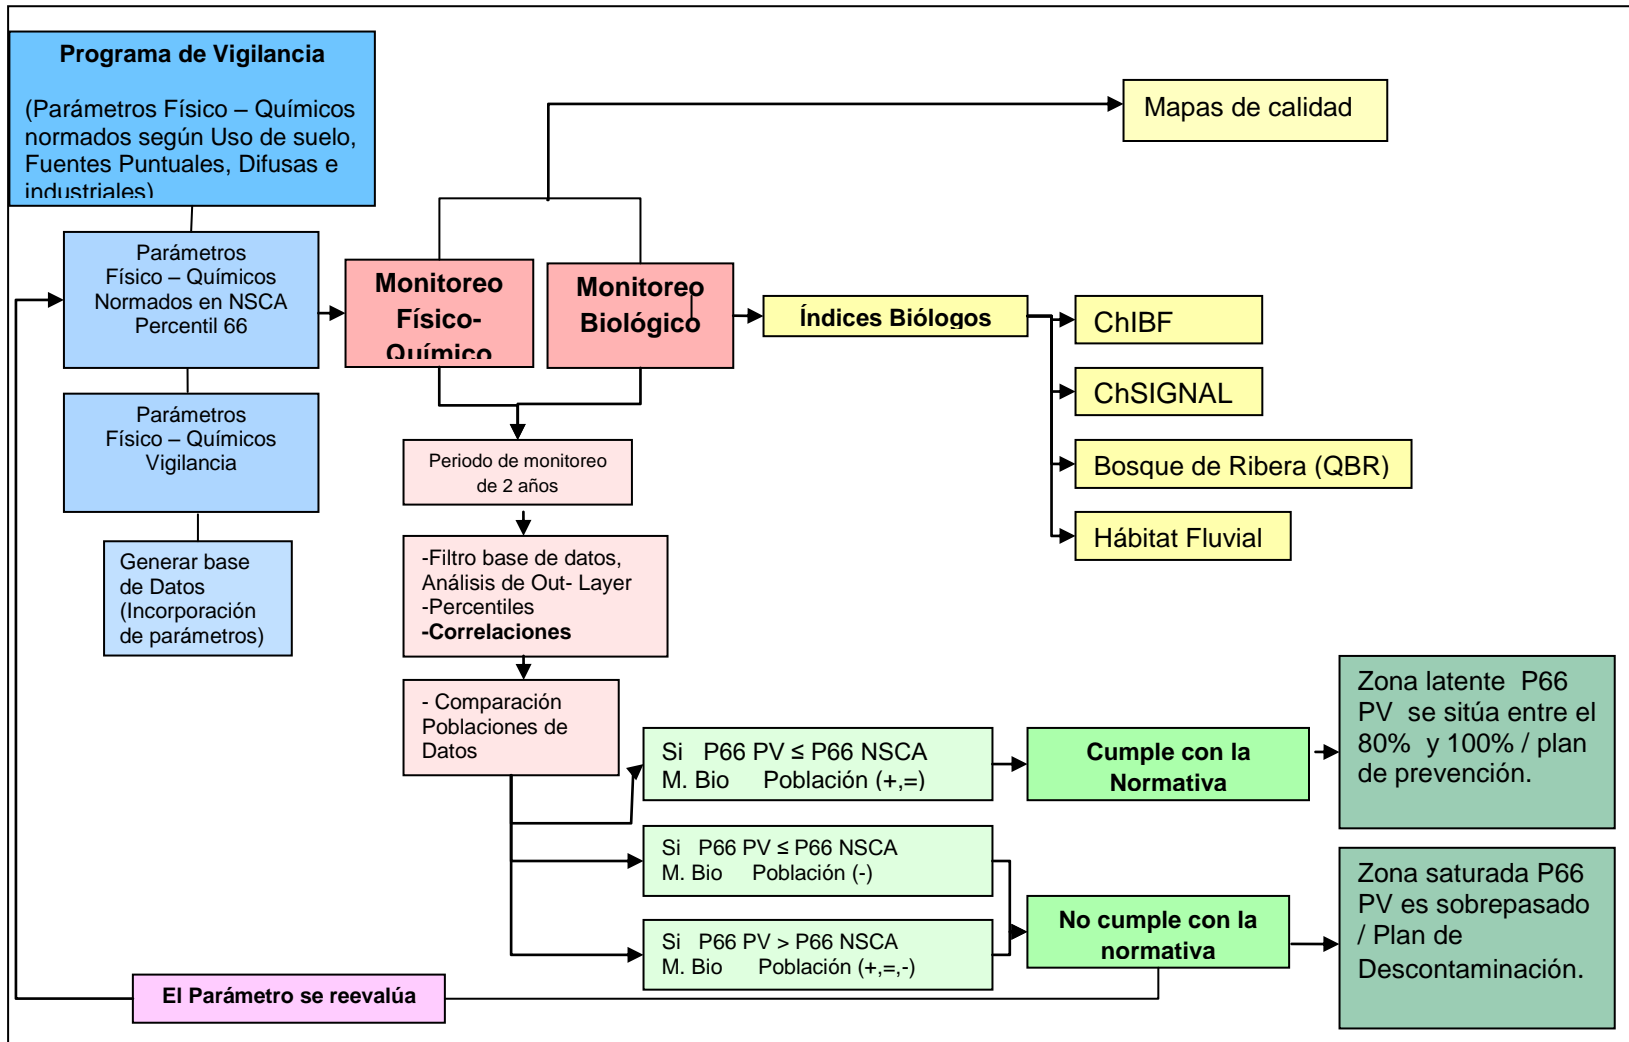 Programa de Vigilancia
(Parámetros Físico – Químicos
normados según Uso de suelo,
Fuentes Puntuales, Difusas e
industriales)
Mapas de calidad
Parámetros
Físico – Químicos
Normados en NSCA
Percentil 66
Monitoreo
Físico-
Químico
Monitoreo
Biológico
Índices Biólogos
ChIBF
ChSIGNAL
Bosque de Ribera (QBR)
Hábitat Fluvial
Parámetros
Físico – Químicos
Vigilancia
Generar base
de Datos
(Incorporación
de parámetros)
Periodo de monitoreo
de 2 años
-Filtro base de datos,
Análisis de Out- Layer
-Percentiles
-Correlaciones
- Comparación
Poblaciones de
Datos
Si P66 PV ≤ P66 NSCA
M. Bio Población (+,=)
Cumple con la
Normativa
Zona latente P66
PV se sitúa entre el
80% y 100% / plan
de prevención.
Si P66 PV ≤ P66 NSCA
M. Bio Población (-)
Si P66 PV > P66 NSCA
M. Bio Población (+,=,-)
No cumple con la
normativa
Zona saturada P66
PV es sobrepasado
/ Plan de
Descontaminación.
El Parámetro se reevalúa